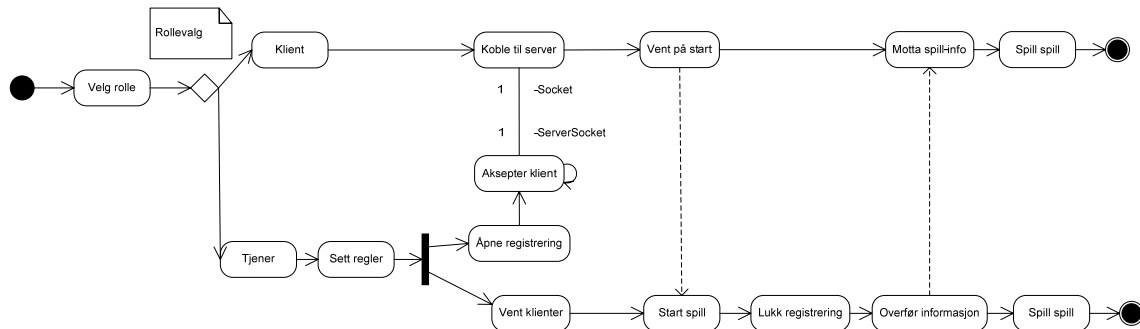 Rollevalg
Klient
Koble til server
Vent på start
Motta spill-info
Spill spill
Velg rolle
1 -Socket
1 -ServerSocket
Aksepter klient
Åpne registrering
Tjener
Sett regler
Vent klienter
Start spill
Lukk registrering
Overfør informasjon
Spill spill